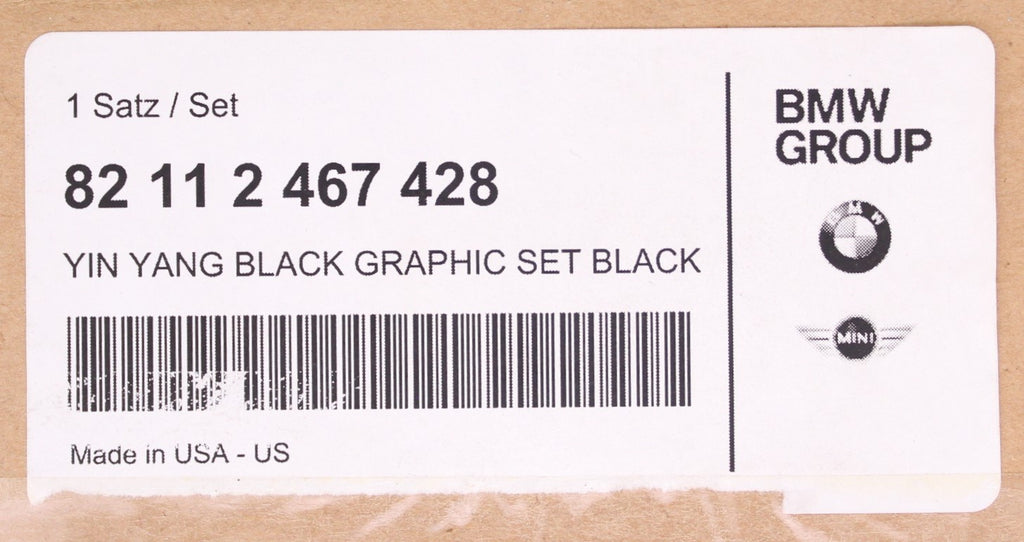 1 Satz / Set
82 11 2 467 428
YIN YANG BLACK GRAPHIC SET BLACK
Made in USA - US
BMW
GROUP
BMW
MINI